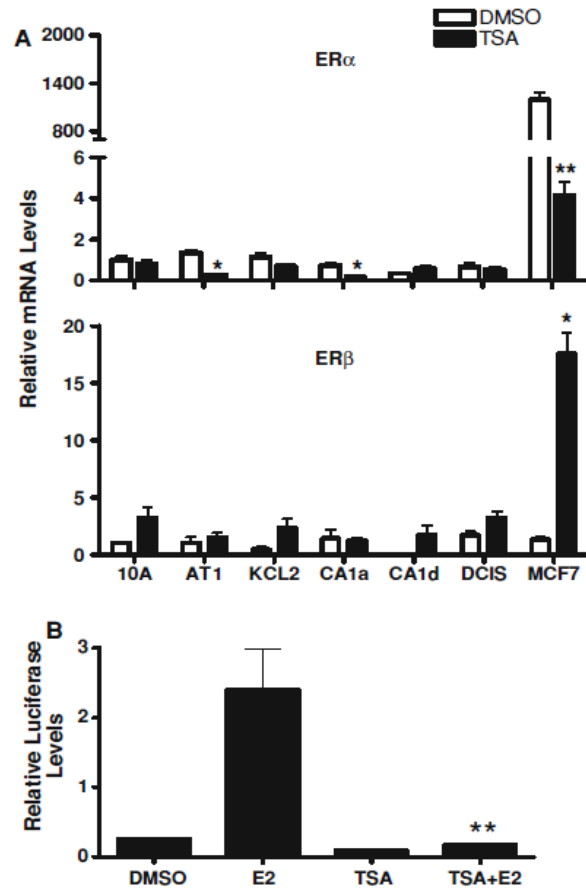 DMSO
TSA
A
ERα
2000
1400
800
6
4
2
0
*
*
**
Relative mRNA Levels
ERβ
20
15
10
5
0
*
10A AT1 KCL2 CA1a CA1d DCIS MCF7
B
Relative Luciferase
Levels
3
2
1
0
**
DMSO E2 TSA TSA+E2